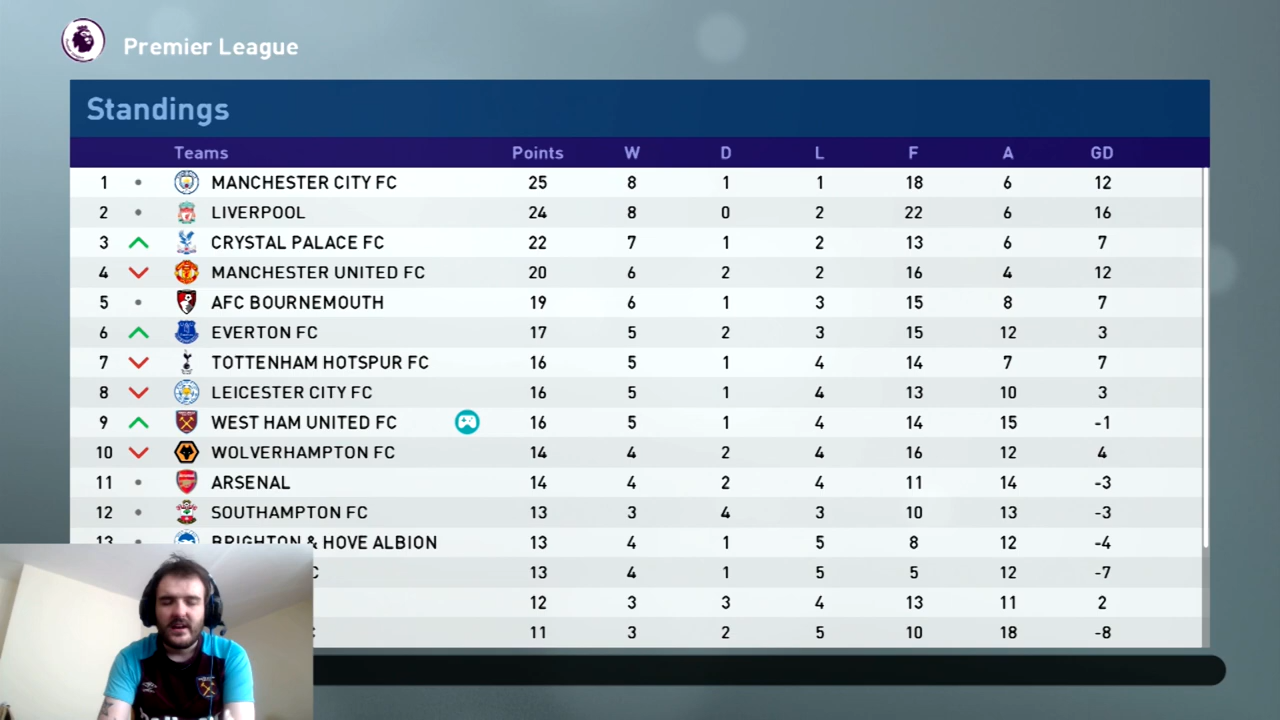 Premier League
Standings
Teams Points W D L F A GD
1 MANCHESTER CITY FC 25 8 1 1 18 6 12
2 LIVERPOOL 24 8 0 2 22 6 16
3 CRYSTAL PALACE FC 22 7 1 2 13 6 7
4 MANCHESTER UNITED FC 20 6 2 2 16 4 12
5 AFC BOURNEMOUTH 19 6 1 3 15 8 7
6 EVERTON FC 17 5 2 3 15 12 3
7 TOTTENHAM HOTSPUR FC 16 5 1 4 14 7 7
8 LEICESTER CITY FC 16 5 1 4 13 10 3
9 WEST HAM UNITED FC 16 5 1 4 14 15 -1
10 WOLVERHAMPTON FC 14 4 2 4 16 12 4
11 ARSENAL 14 4 2 4 11 14 -3
12 SOUTHAMPTON FC 13 3 4 3 10 13 -3
13 BRIGHTON & HOVE ALBION 13 4 1 5 8 12 -4
13 4 1 5 5 12 -7
12 3 3 4 13 11 2
11 3 2 5 10 18 -8